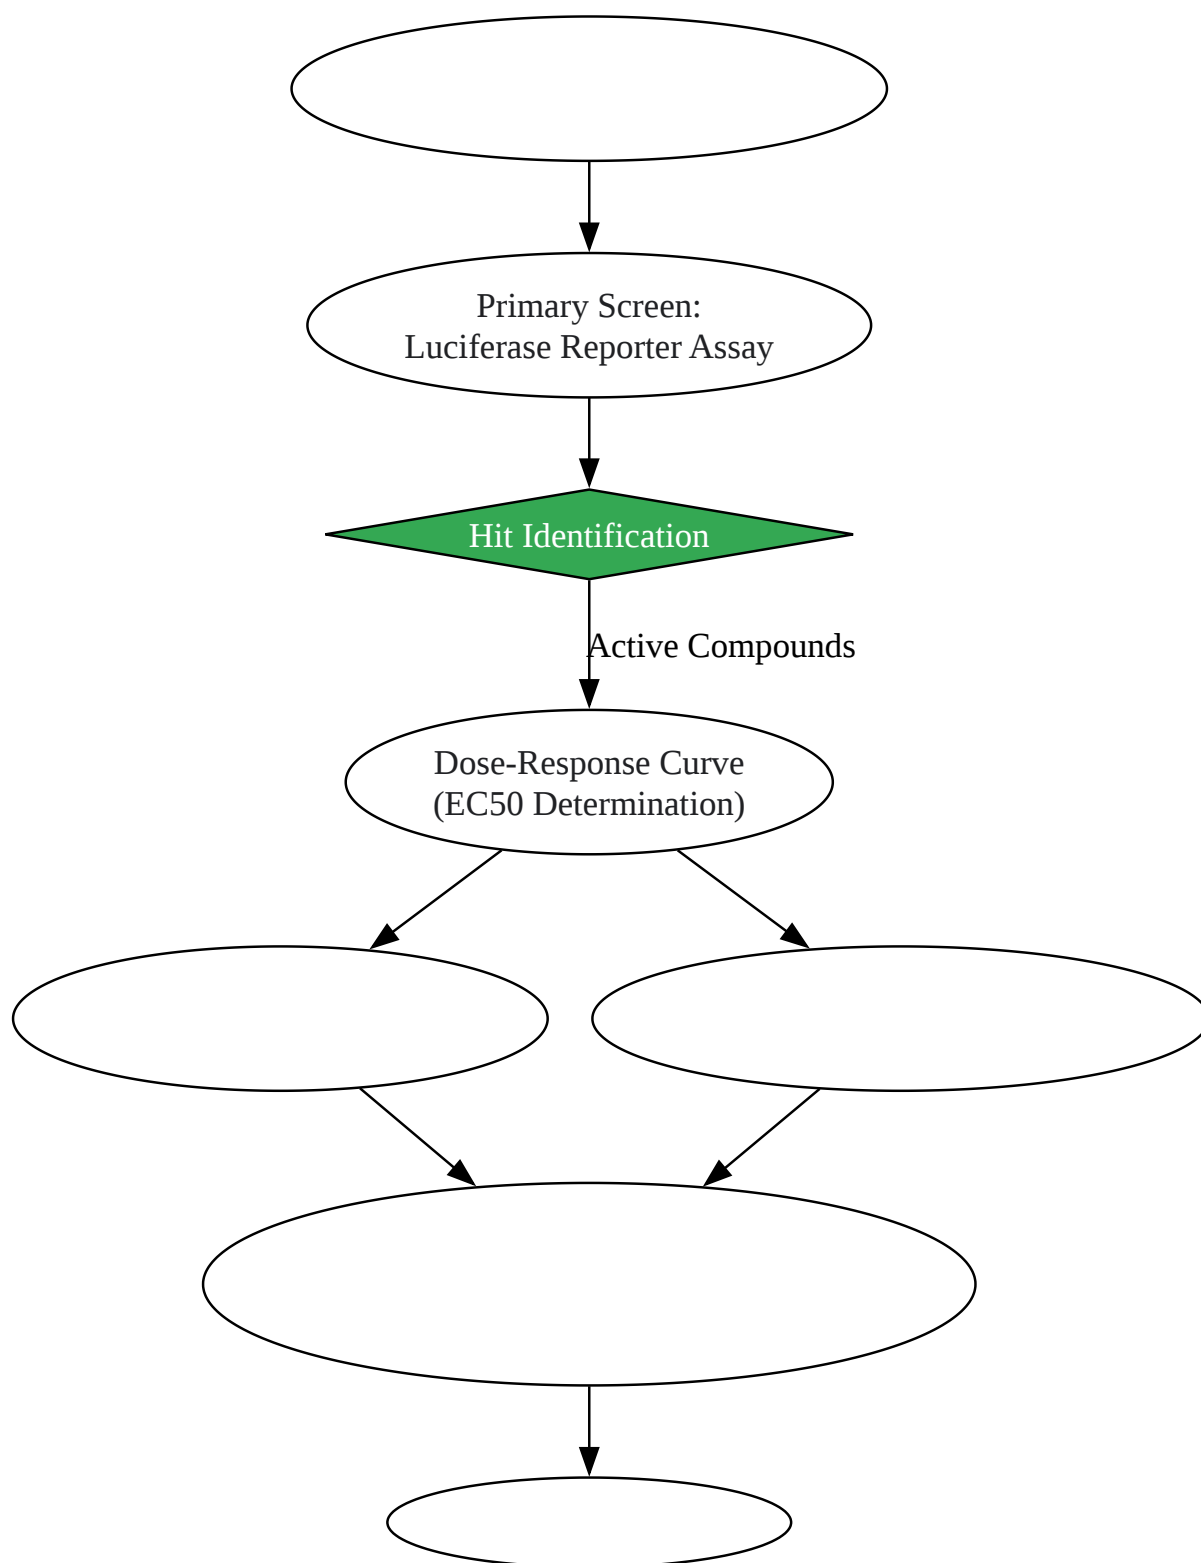 Primary Screen:
Luciferase Reporter Assay
Hit Identification
Active Compounds
Dose-Response Curve
(EC50 Determination)